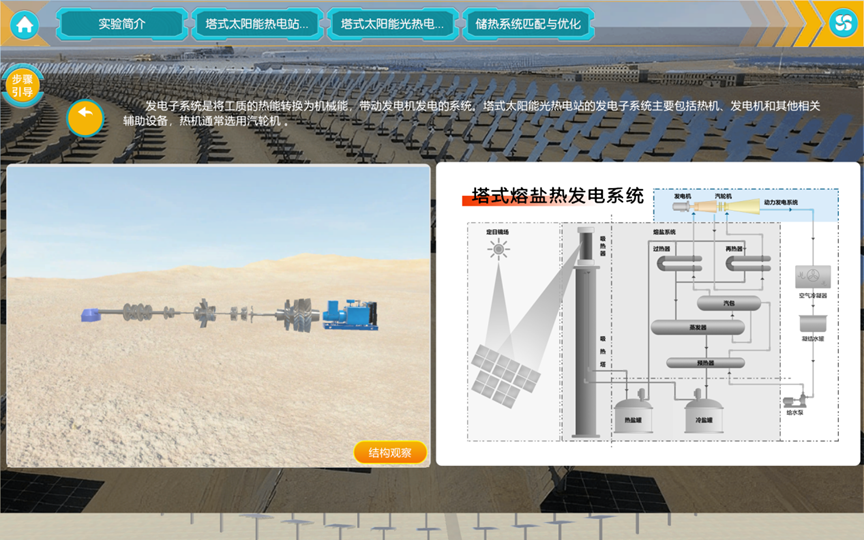 实验简介
塔式太阳能热电站...
塔式太阳能光热电...
储热系统匹配与优化
步骤
引导
发电子系统是将工质的热能转换为机械能，带动发电机发电的系统。塔式太阳能光热电站的发电子系统主要包括热机、发电机和其他相关
辅助设备，热机通常选用汽轮机 。
结构观察
塔式熔盐热发电系统
发电机
汽轮机
动力发电系统
定日镜场
吸热器
熔盐系统
过热器
再热器
空气冷凝器
汽包
蒸发器
凝结水罐
吸热塔
预热器
热盐罐
冷盐罐
给水泵